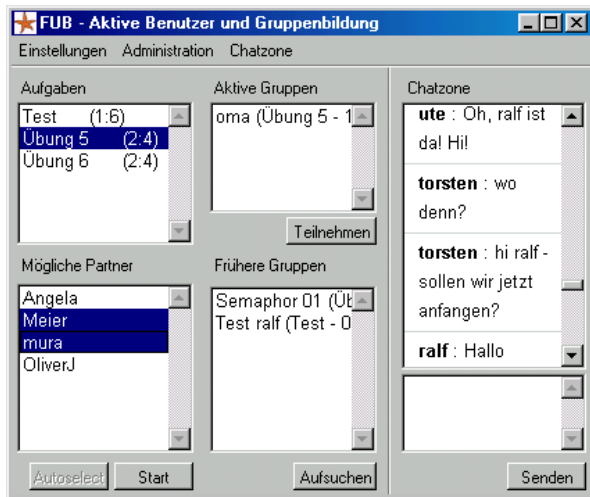 FUB - Aktive Benutzer und Gruppenbildung
Einstellungen Administration Chatzone
Aufgaben
Test (1:6)
Übung 5 (2:4)
Übung 6 (2:4)
Aktive Gruppen
oma (Übung 5 - 1
Teilnehmen
Mögliche Partner
Angela
Meier
mura
OliverJ
Autoselect Start
Frühere Gruppen
Semaphor 01 (Üb
Test ralf (Test - 0
Aufsuchen
Chatzone
ute : Oh, ralf ist
da! Hi!
torsten : wo
denn?
torsten : hi ralf -
sollen wir jetzt
anfangen?
ralf : Hallo
Senden